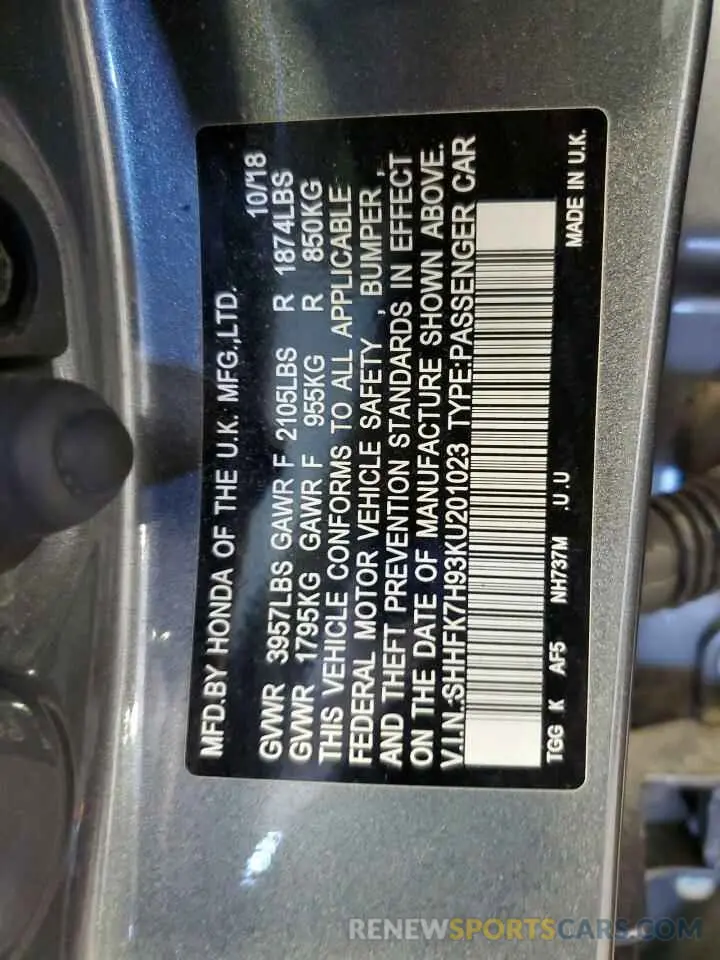 MFD.BY HONDA OF THE U.K. MFG.,LTD.
10/18
GVWR 3957LBS GAWR F 2105LBS R 1874LBS
GVWR 1795KG GAWR F 955KG R 850KG
THIS VEHICLE CONFORMS TO ALL APPLICABLE
FEDERAL MOTOR VEHICLE SAFETY , BUMPER ,
AND THEFT PREVENTION STANDARDS IN EFFECT
ON THE DATE OF MANUFACTURE SHOWN ABOVE.
V.I.N.:SHHFK7H93KU201023 TYPE:PASSENGER CAR
TGG K AF5 NH737M .U.U MADE IN U.K.
RENEWSPORTSCARS.COM